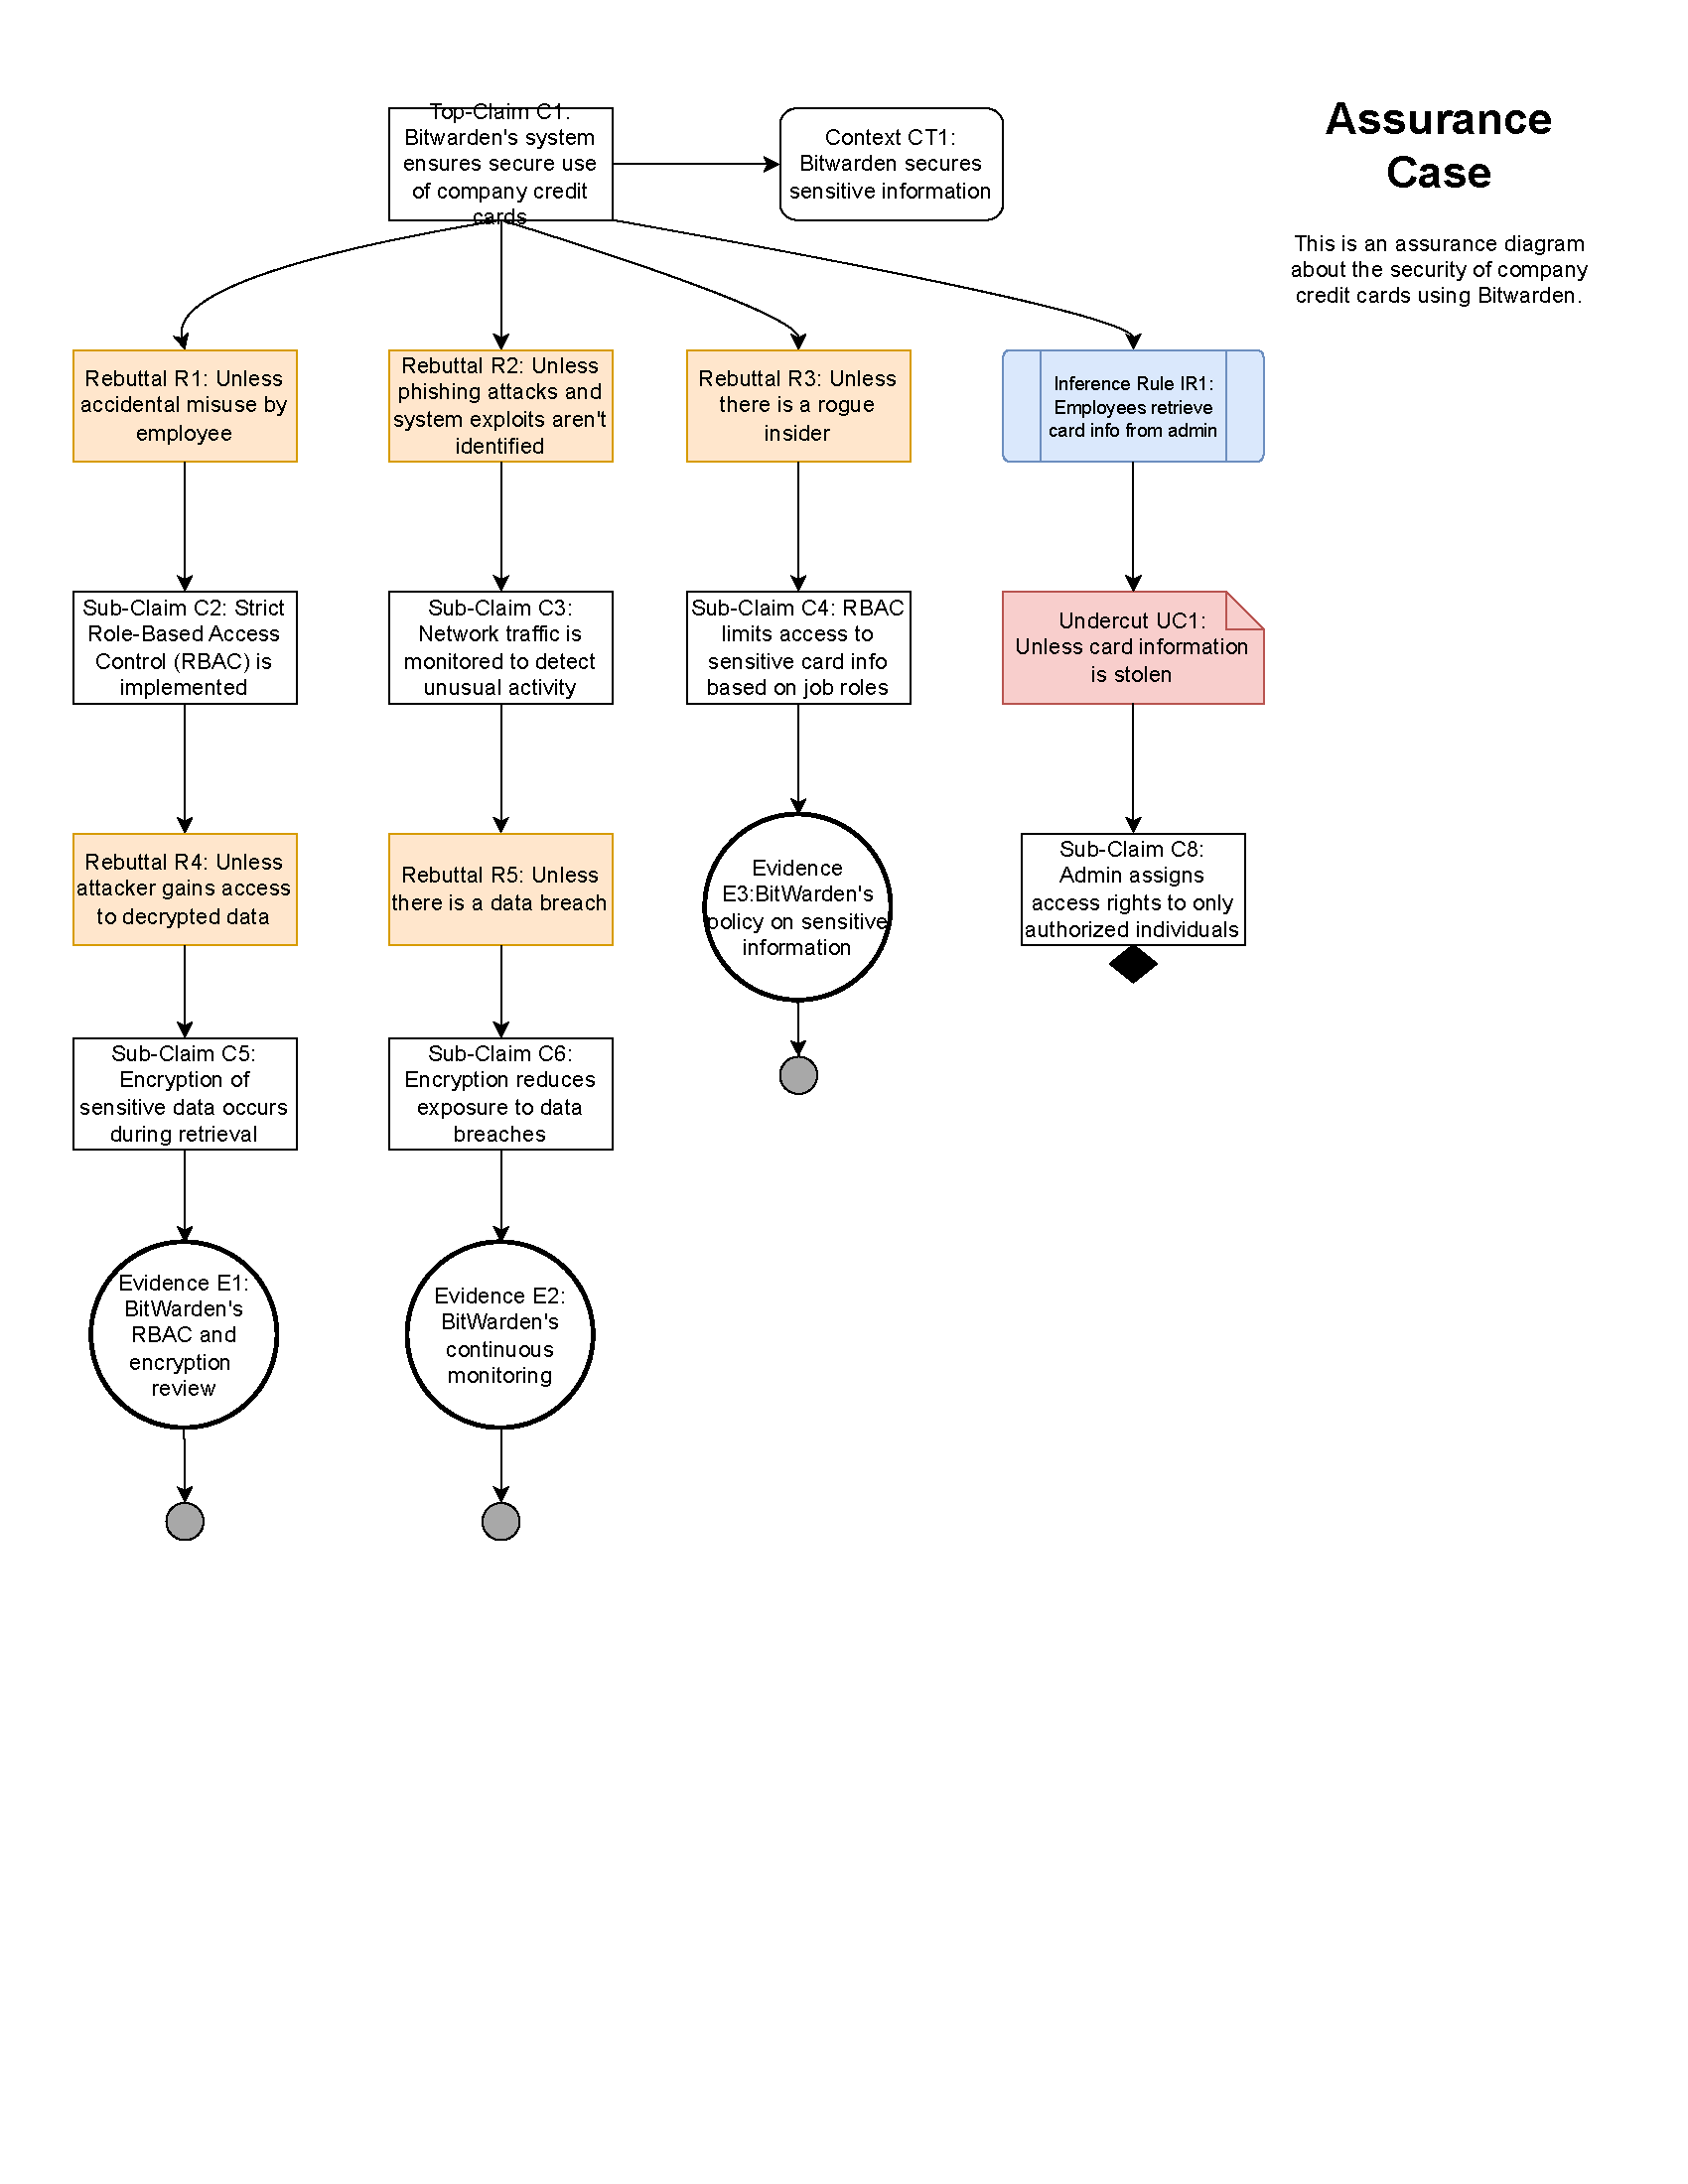 Top-Claim C1:
Bitwarden's system
ensures secure use
of company credit
cards
Context CT1:
Bitwarden secures
sensitive information
Assurance
Case
This is an assurance diagram
about the security of company
credit cards using Bitwarden.
Rebuttal R1: Unless
accidental misuse by
employee
Rebuttal R2: Unless
phishing attacks and
system exploits aren't
identified
Rebuttal R3: Unless
there is a rogue
insider
Inference Rule IR1:
Employees retrieve
card info from admin
Sub-Claim C2: Strict
Role-Based Access
Control (RBAC) is
implemented
Sub-Claim C3:
Network traffic is
monitored to detect
unusual activity
Sub-Claim C4: RBAC
limits access to
sensitive card info
based on job roles
Undercut UC1:
Unless card information
is stolen
Rebuttal R4: Unless
attacker gains access
to decrypted data
Rebuttal R5: Unless
there is a data breach
Evidence
E3:BitWarden's
policy on sensitive
information
Sub-Claim C8:
Admin assigns
access rights to only
authorized individuals
Sub-Claim C5:
Encryption of
sensitive data occurs
during retrieval
Sub-Claim C6:
Encryption reduces
exposure to data
breaches
Evidence E1:
BitWarden's
RBAC and
encryption
review
Evidence E2:
BitWarden's
continuous
monitoring